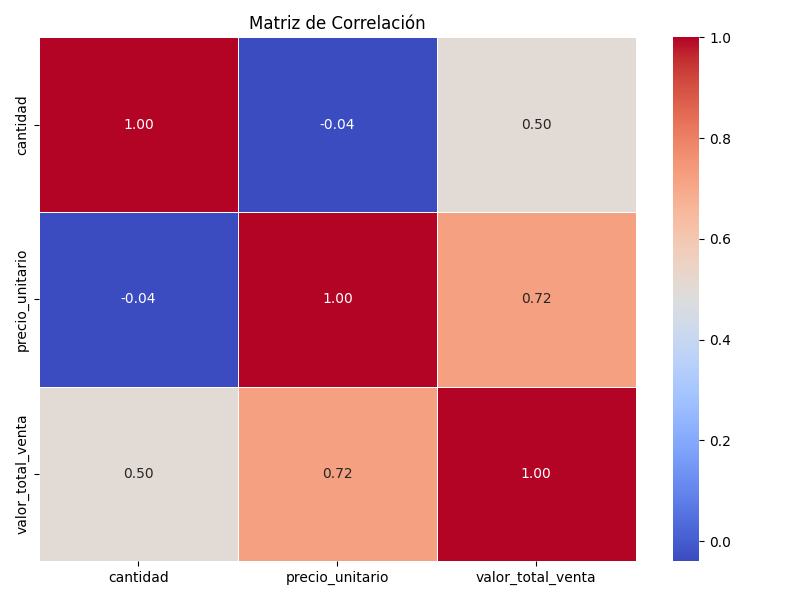 Matriz de Correlación
cantidad
1.00
-0.04
0.50
precio_unitario
-0.04
1.00
0.72
valor_total_venta
0.50
0.72
1.00
cantidad
precio_unitario
valor_total_venta
1.0
0.8
0.6
0.4
0.2
0.0